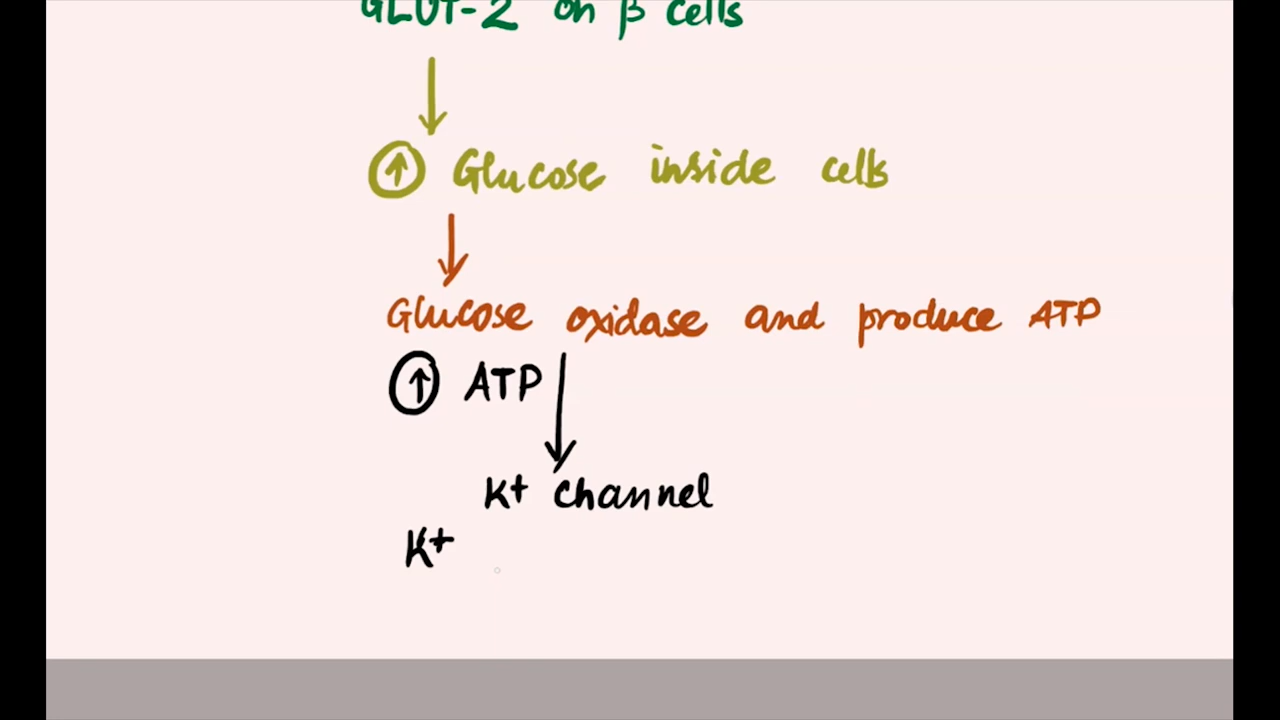 GLUT-2 on β cells
↓
↑ Glucose inside cells
↓
Glucose oxidase and produce ATP
↑ ATP ↓
K+ channel
K+